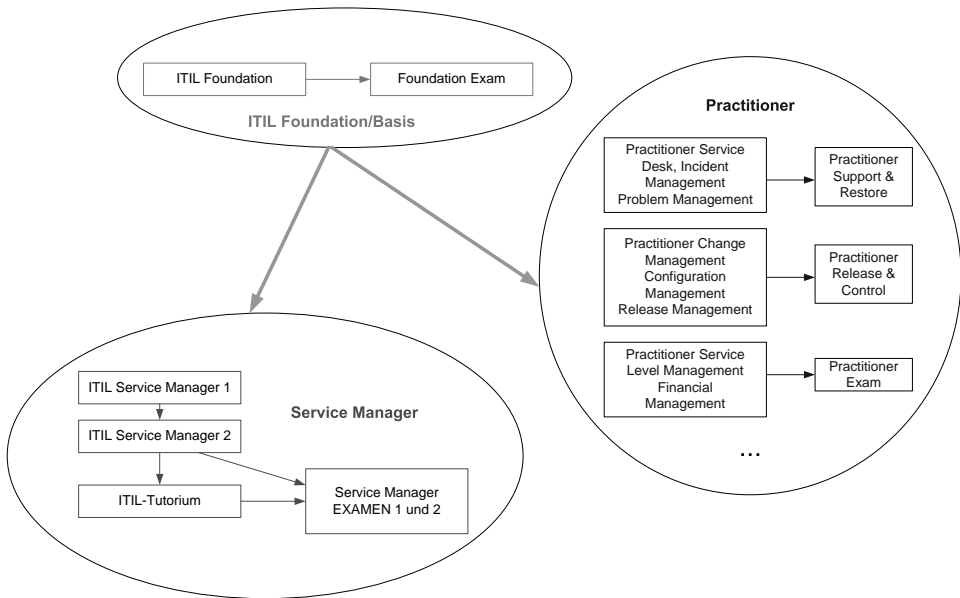 ITIL Foundation
Foundation Exam
ITIL Foundation/Basis
Practitioner
Practitioner Service
Desk, Incident
Management
Problem Management
Practitioner
Support &
Restore
Practitioner Change
Management
Configuration
Management
Release Management
Practitioner
Release &
Control
Practitioner Service
Level Management
Financial
Management
Practitioner
Exam
...
Service Manager
ITIL Service Manager 1
ITIL Service Manager 2
ITIL-Tutorium
Service Manager
EXAMEN 1 und 2